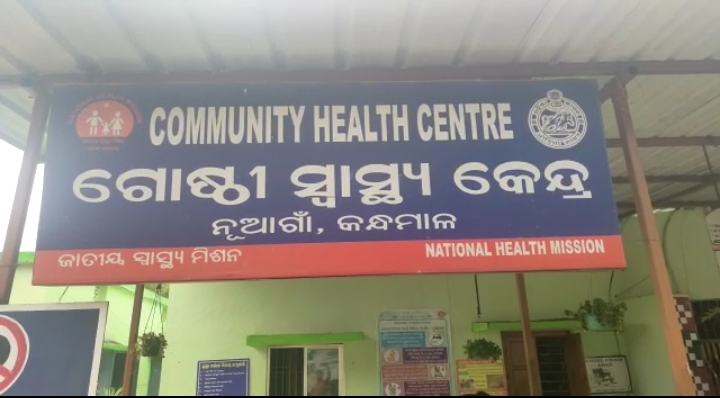 COMMUNITY HEALTH CENTRE
ଗୋଷ୍ଠୀ ସ୍ୱାସ୍ଥ୍ୟ କେନ୍ଦ୍ର
ନୂଆଗାଁ, କନ୍ଧମାଳ
ଜାତୀୟ ସ୍ୱାସ୍ଥ୍ୟ ମିଶନ
NATIONAL HEALTH MISSION